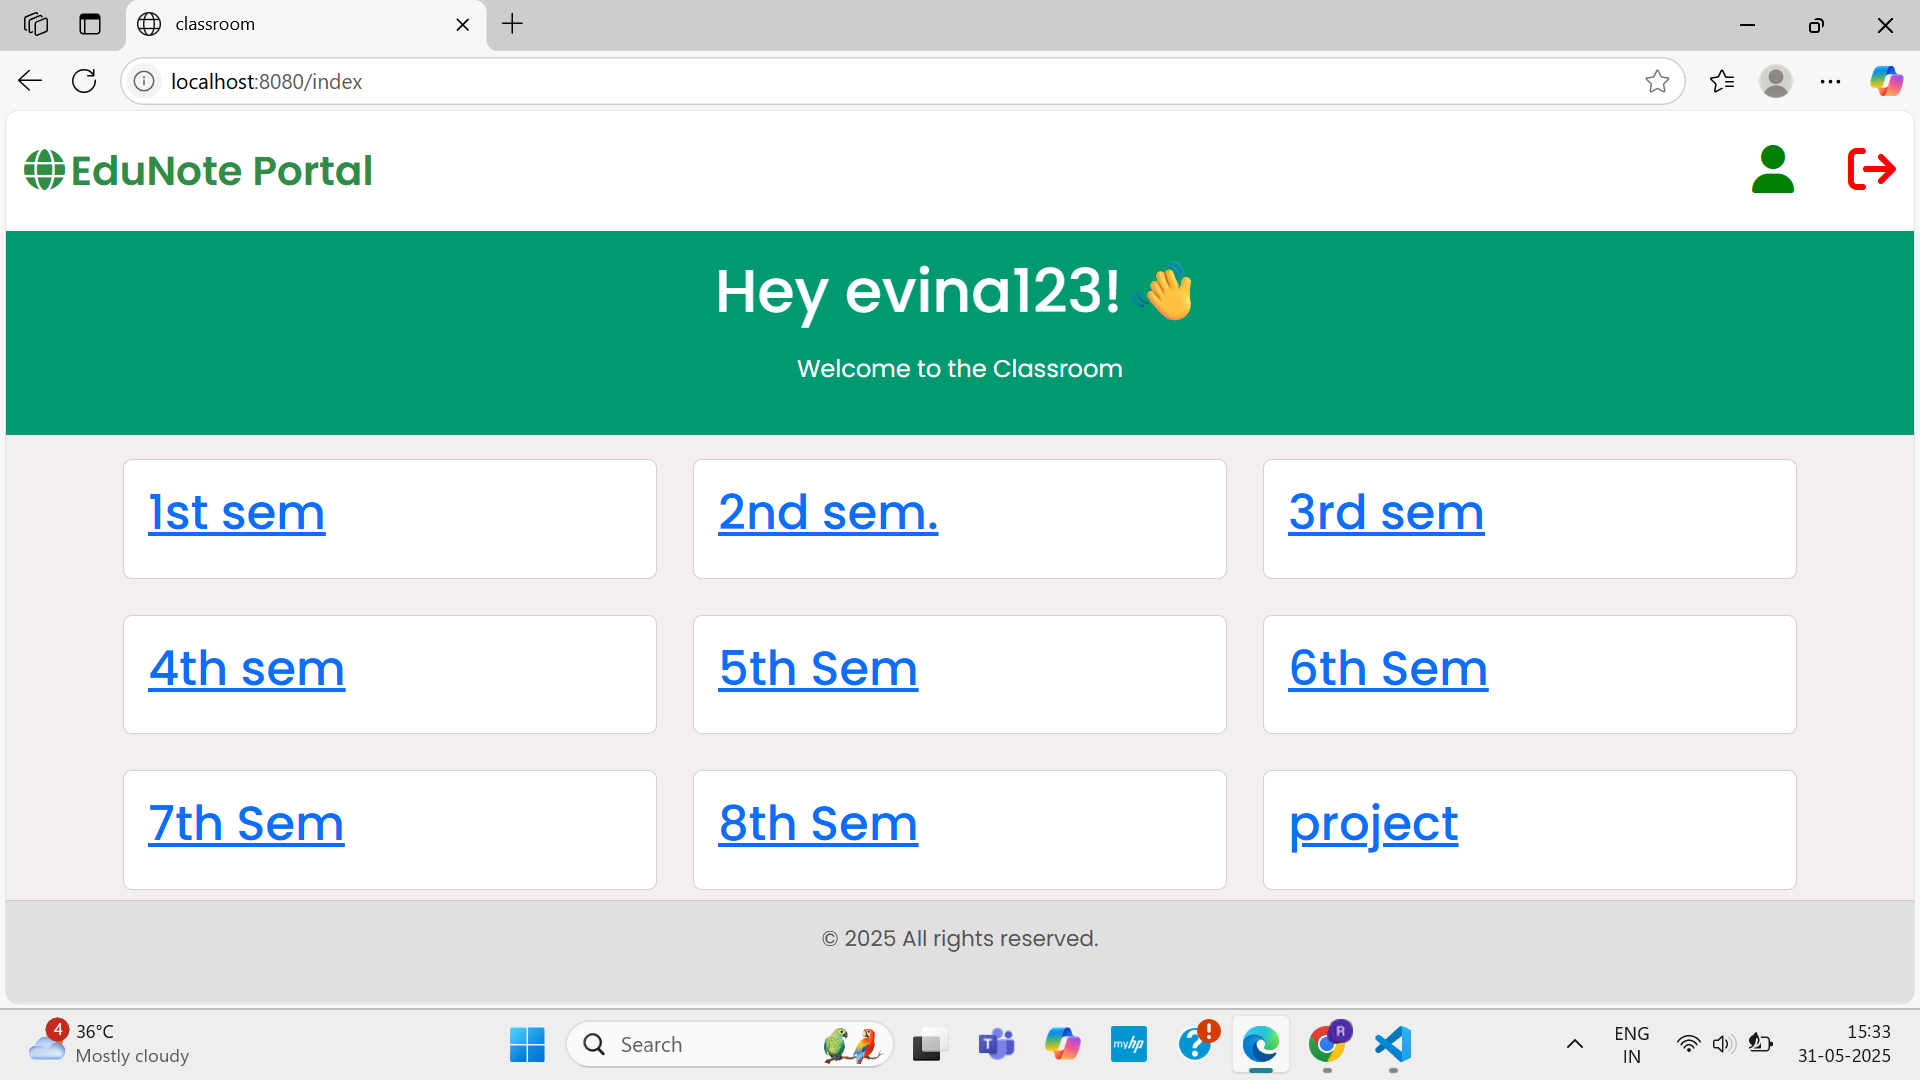 classroom
localhost:8080/index
EduNote Portal
Hey evina123! 👋
Welcome to the Classroom
1st sem
2nd sem.
3rd sem
4th sem
5th Sem
6th Sem
7th Sem
8th Sem
project
© 2025 All rights reserved.
4
36°C
Mostly cloudy
Search
T
myhp
?
!
R
ENG
IN
15:33
31-05-2025